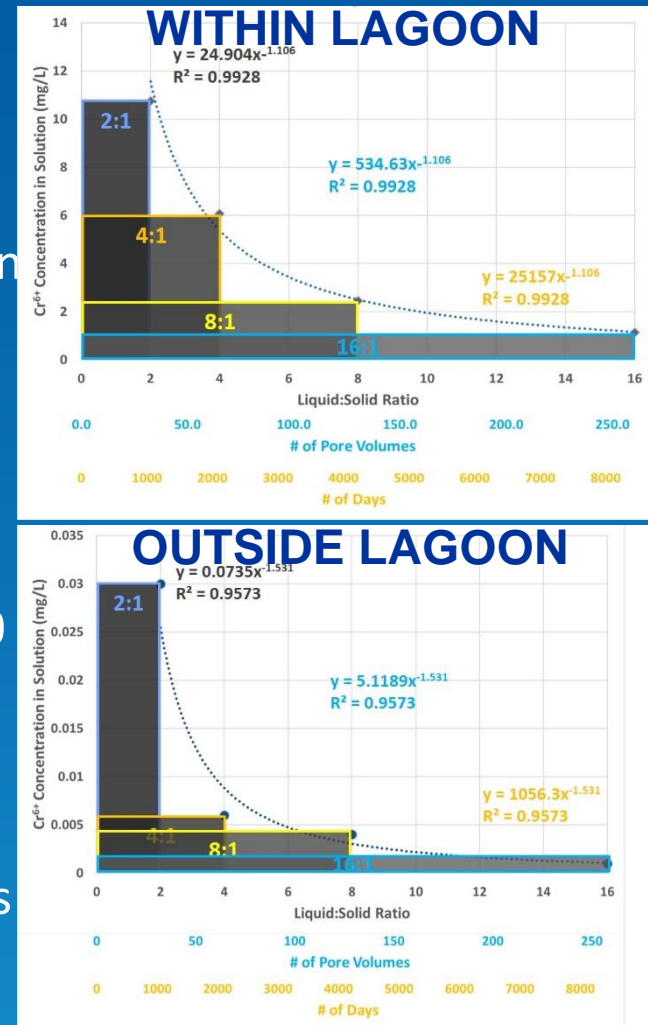 WITHIN LAGOON
y = 24.904x^-1.106
R² = 0.9928
14
12
10
8
6
4
2
0
Cr⁶⁺ Concentration in Solution (mg/L)
2:1
4:1
8:1
16:1
y = 534.63x^-1.106
R² = 0.9928
y = 25157x^-1.106
R² = 0.9928
0 2 4 6 8 10 12 14 16
Liquid:Solid Ratio
0.0 50.0 100.0 150.0 200.0 250.0
# of Pore Volumes
0 1000 2000 3000 4000 5000 6000 7000 8000
# of Days
OUTSIDE LAGOON
y = 0.0735x^-1.531
R² = 0.9573
0.035
0.03
0.025
0.02
0.015
0.01
0.005
0
Cr⁶⁺ Concentration in Solution (mg/L)
2:1
4:1
8:1
16:1
y = 5.1189x^-1.531
R² = 0.9573
y = 1056.3x^-1.531
R² = 0.9573
0 2 4 6 8 10 12 14 16
Liquid:Solid Ratio
0 50 100 150 200 250
# of Pore Volumes
0 1000 2000 3000 4000 5000 6000 7000 8000
# of Days